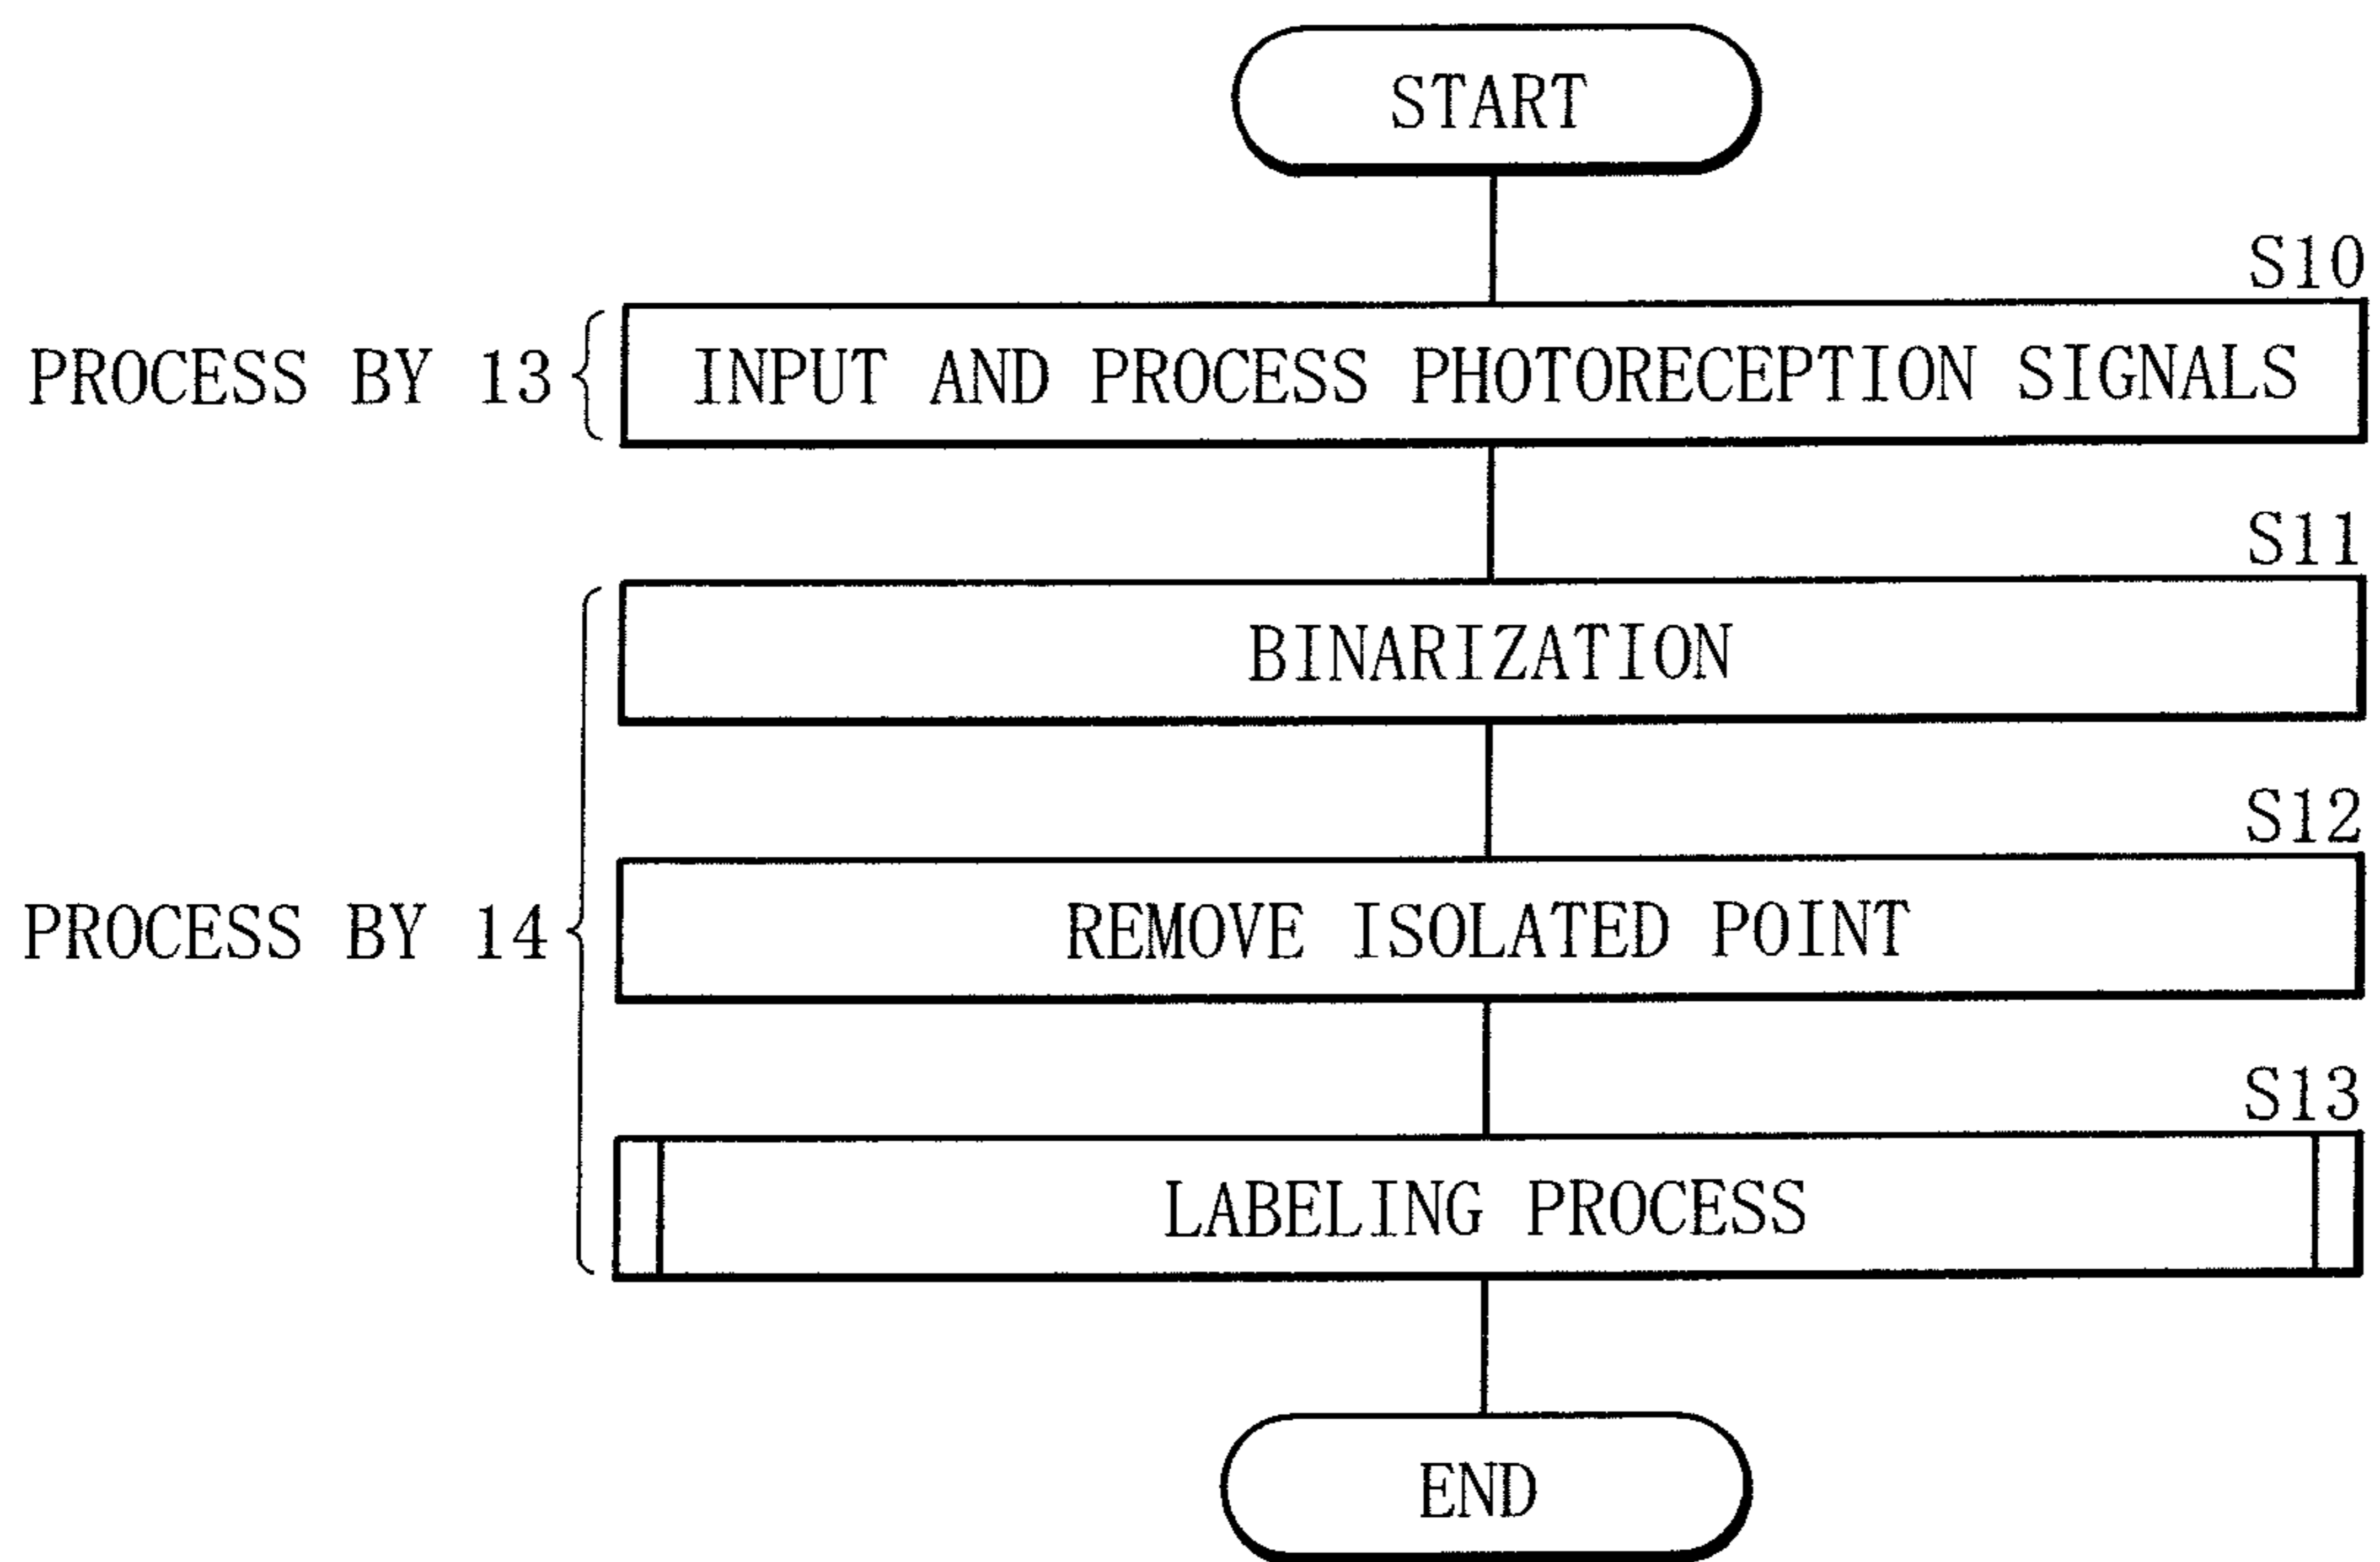 START
S10
PROCESS BY 13
INPUT AND PROCESS PHOTORECEPTION SIGNALS
S11
BINARIZATION
S12
PROCESS BY 14
REMOVE ISOLATED POINT
S13
LABELING PROCESS
END